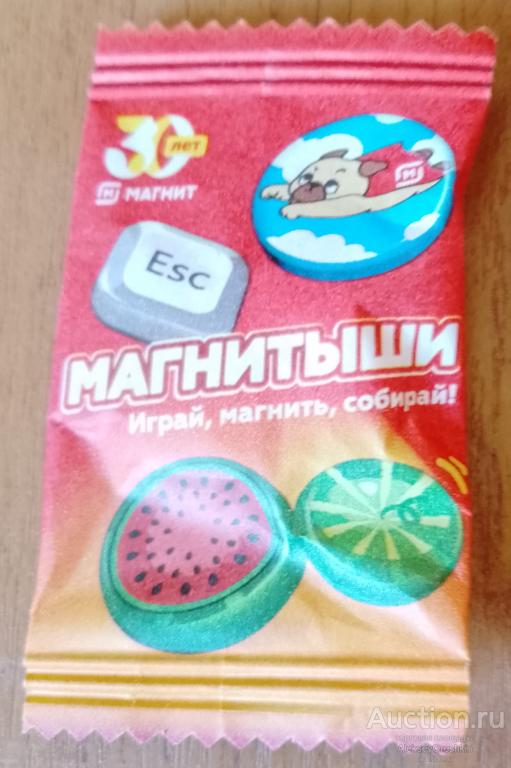 30 лет
М МАГНИТ
М
Esc
МАГНИТЫШИ
Играй, магнить, собирай!
Auction.ru